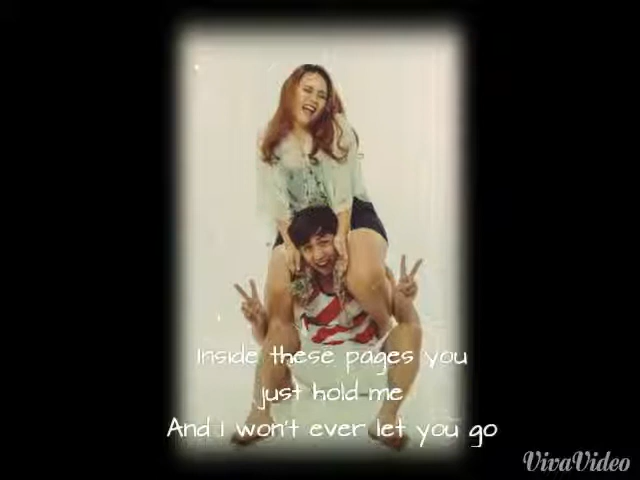 Inside these pages you
just hold me
And I won't ever let you go
VivaVideo